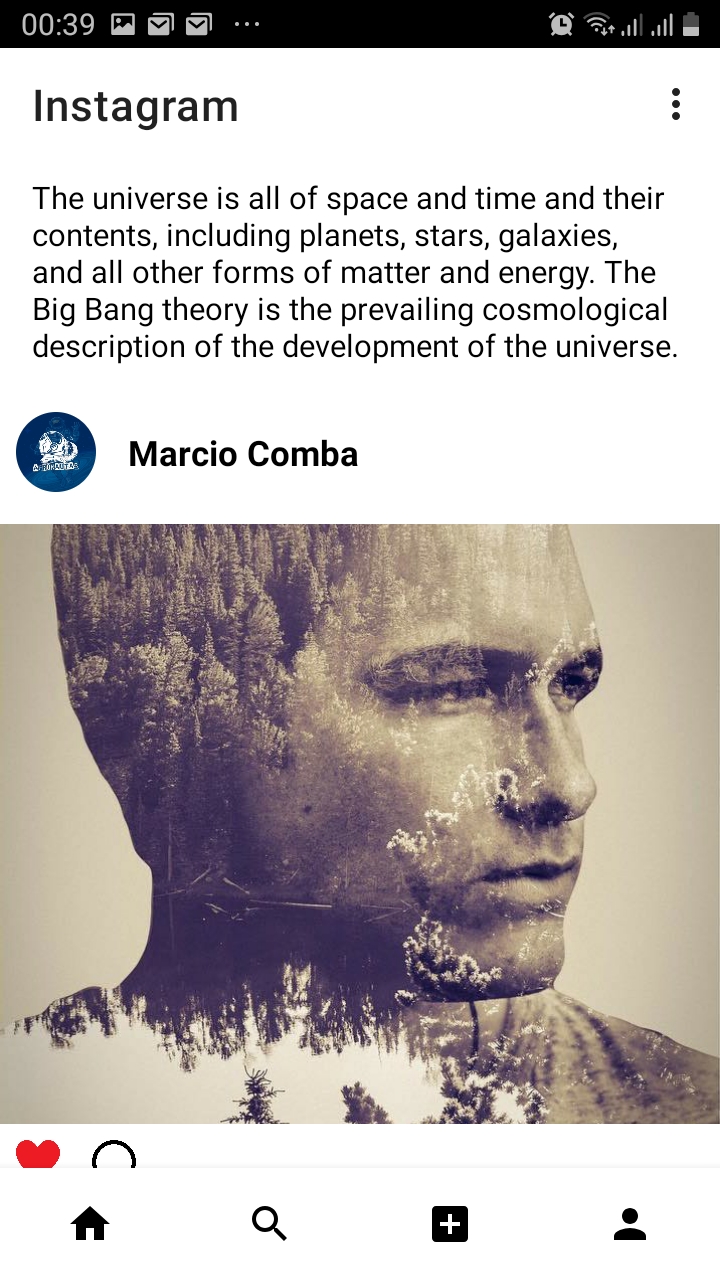 00:39
Instagram
The universe is all of space and time and their
contents, including planets, stars, galaxies,
and all other forms of matter and energy. The
Big Bang theory is the prevailing cosmological
description of the development of the universe.
Marcio Comba